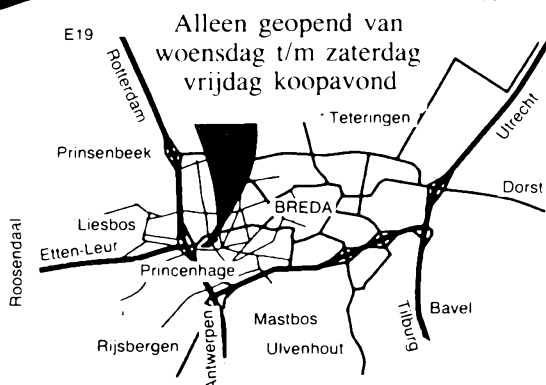 Alleen geopend van
woensdag t/m zaterdag
vrijdag koopavond
E19
Rotterdam
Utrecht
Teteringen
Prinsenbeek
Dorst
BREDA
Liesbos
Roosendaal
Etten-Leur
Princenhage
Bavel
Tilburg
Mastbos
Antwerpen
Rijsbergen
Ulvenhout